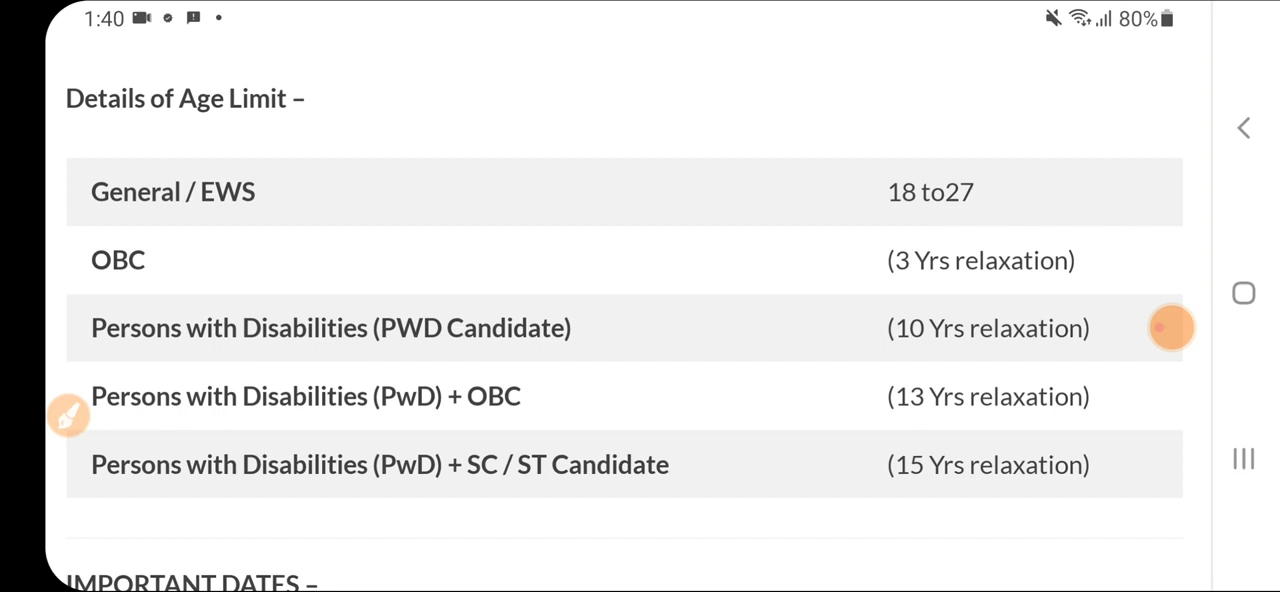 1:40
80%
Details of Age Limit –
General / EWS 18 to27
OBC (3 Yrs relaxation)
Persons with Disabilities (PWD Candidate) (10 Yrs relaxation)
Persons with Disabilities (PwD) + OBC (13 Yrs relaxation)
Persons with Disabilities (PwD) + SC / ST Candidate (15 Yrs relaxation)
IMPORTANT DATES –